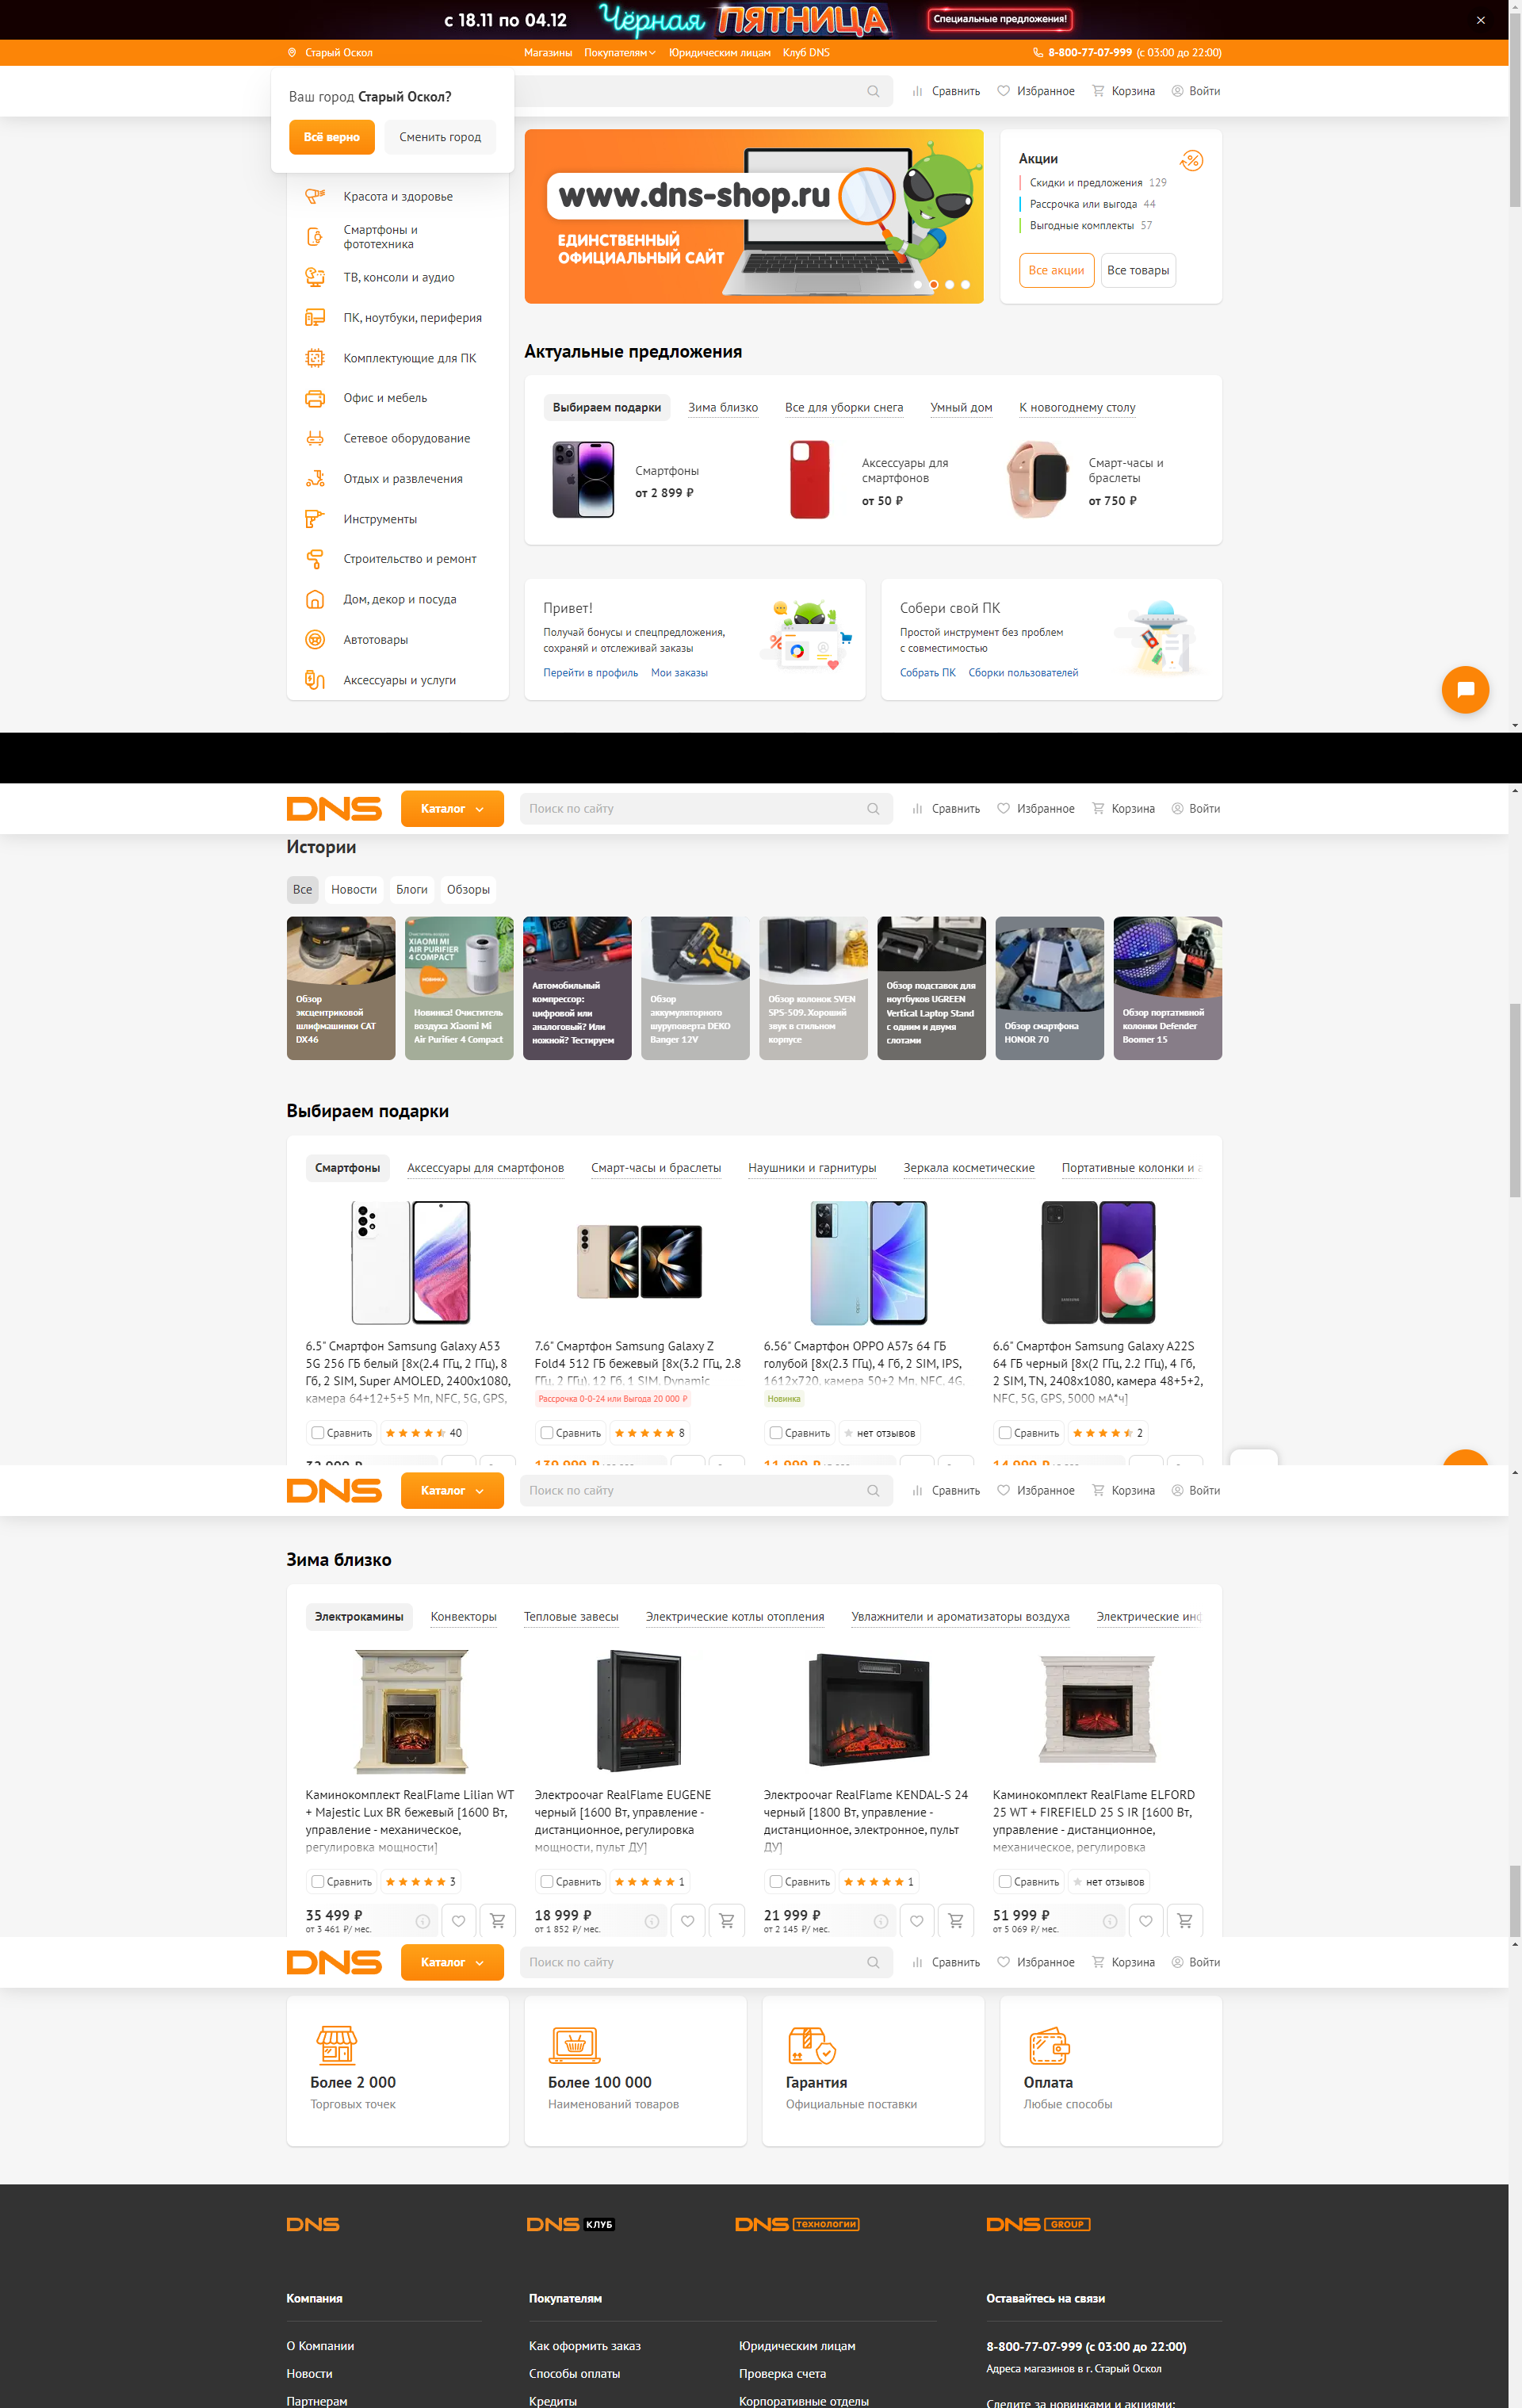 с 18.11 по 04.12 Чёрная ПЯТНИЦА Специальные предложения!
Старый Оскол Магазины Покупателям Юридическим лицам Клуб DNS 8-800-77-07-999 (с 03:00 до 22:00)
Сравнить Избранное Корзина Войти
Ваш город Старый Оскол?
Всё верно Сменить город
Красота и здоровье
Смартфоны и
фототехника
ТВ, консоли и аудио
ПК, ноутбуки, периферия
Комплектующие для ПК
Офис и мебель
Сетевое оборудование
Отдых и развлечения
Инструменты
Строительство и ремонт
Дом, декор и посуда
Автотовары
Аксессуары и услуги
www.dns-shop.ru
ЕДИНСТВЕННЫЙ
ОФИЦИАЛЬНЫЙ САЙТ
Акции
Скидки и предложения 129
Рассрочка или выгода 44
Выгодные комплекты 57
Все акции Все товары
Актуальные предложения
Выбираем подарки Зима близко Все для уборки снега Умный дом К новогоднему столу
Смартфоны
от 2 899 ₽
Аксессуары для
смартфонов
от 50 ₽
Смарт-часы и
браслеты
от 750 ₽
Привет!
Получай бонусы и спецпредложения,
сохраняй и отслеживай заказы
Перейти в профиль Мои заказы
Собери свой ПК
Простой инструмент без проблем
с совместимостью
Собрать ПК Сборки пользователей
DNS Каталог Поиск по сайту Сравнить Избранное Корзина Войти
Истории
Все Новости Блоги Обзоры
Обзор
эксцентриковой
шлифмашинки CAT
DX46
XIAOMI MI
AIR PURIFIER
4 COMPACT
НОВИНКА
Новинка! Очиститель
воздуха Xiaomi Mi
Air Purifier 4 Compact
Автомобильный
компрессор:
цифровой или
аналоговый? Или
ножной? Тестируем
Обзор
аккумуляторного
шуруповерта DEKO
Banger 12V
Обзор колонок SVEN
SPS-509. Хороший
звук в стильном
корпусе
Обзор подставок для
ноутбуков UGREEN
Vertical Laptop Stand
с одним и двумя
слотами
Обзор смартфона
HONOR 70
Обзор портативной
колонки Defender
Boomer 15
Выбираем подарки
Смартфоны Аксессуары для смартфонов Смарт-часы и браслеты Наушники и гарнитуры Зеркала косметические Портативные колонки и а
6.5" Смартфон Samsung Galaxy A53
5G 256 ГБ белый [8x(2.4 ГГц, 2 ГГц), 8
Гб, 2 SIM, Super AMOLED, 2400x1080,
камера 64+12+5+5 Мп, NFC, 5G, GPS,
Сравнить 40
32 999 ₽
7.6" Смартфон Samsung Galaxy Z
Fold4 512 ГБ бежевый [8x(3.2 ГГц, 2.8
ГГц, 2 ГГц), 12 Гб, 1 SIM, Dynamic
Рассрочка 0-0-24 или Выгода 20 000 ₽
Сравнить 8
139 999 ₽
6.56" Смартфон OPPO A57s 64 ГБ
голубой [8x(2.3 ГГц), 4 Гб, 2 SIM, IPS,
1612x720, камера 50+2 Мп, NFC, 4G,
Новинка
Сравнить нет отзывов
11 999 ₽
6.6" Смартфон Samsung Galaxy A22S
64 ГБ черный [8x(2 ГГц, 2.2 ГГц), 4 Гб,
2 SIM, TN, 2408x1080, камера 48+5+2,
NFC, 5G, GPS, 5000 мА*ч]
Сравнить 2
14 999 ₽
DNS Каталог Поиск по сайту Сравнить Избранное Корзина Войти
Зима близко
Электрокамины Конвекторы Тепловые завесы Электрические котлы отопления Увлажнители и ароматизаторы воздуха Электрические инф
Каминокомплект RealFlame Lilian WT
+ Majestic Lux BR бежевый [1600 Вт,
управление - механическое,
регулировка мощности]
Сравнить 3
35 499 ₽
от 3 461 ₽/ мес.
Электроочаг RealFlame EUGENE
черный [1600 Вт, управление -
дистанционное, регулировка
мощности, пульт ДУ]
Сравнить 1
18 999 ₽
от 1 852 ₽/ мес.
Электроочаг RealFlame KENDAL-S 24
черный [1800 Вт, управление -
дистанционное, электронное, пульт
ДУ]
Сравнить 1
21 999 ₽
от 2 145 ₽/ мес.
Каминокомплект RealFlame ELFORD
25 WT + FIREFIELD 25 S IR [1600 Вт,
управление - дистанционное,
механическое, регулировка
Сравнить нет отзывов
51 999 ₽
от 5 069 ₽/ мес.
DNS Каталог Поиск по сайту Сравнить Избранное Корзина Войти
Более 2 000
Торговых точек
Более 100 000
Наименований товаров
Гарантия
Официальные поставки
Оплата
Любые способы
DNS DNS КЛУБ DNS технологии DNS GROUP
Компания Покупателям Оставайтесь на связи
О Компании Как оформить заказ Юридическим лицам 8-800-77-07-999 (с 03:00 до 22:00)
Новости Способы оплаты Проверка счета Адреса магазинов в г. Старый Оскол
Партнерам Кредиты Корпоративные отделы Следите за новинками и акциями: